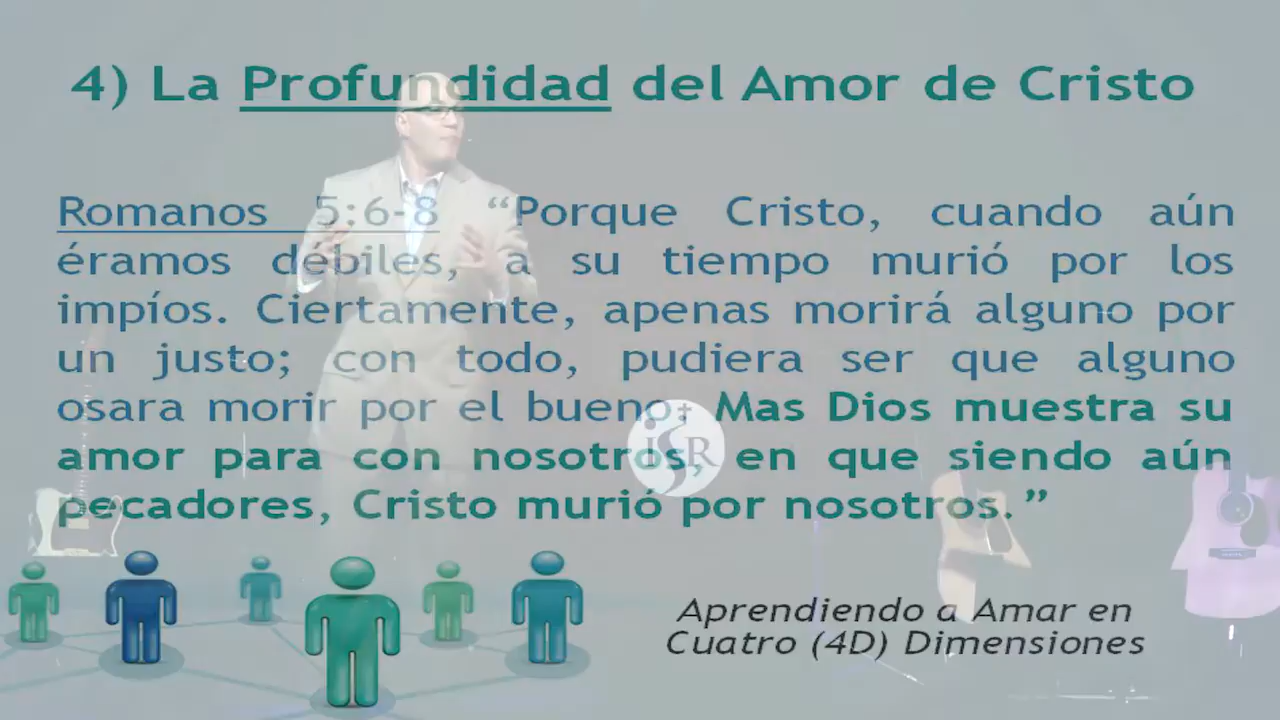 4) La Profundidad del Amor de Cristo
Romanos 5:6-8 “Porque Cristo, cuando aún
éramos débiles, a su tiempo murió por los
impíos. Ciertamente, apenas morirá alguno por
un justo; con todo, pudiera ser que alguno
osara morir por el bueno. Mas Dios muestra su
amor para con nosotros, en que siendo aún
pecadores, Cristo murió por nosotros.”
iSR
Aprendiendo a Amar en
Cuatro (4D) Dimensiones